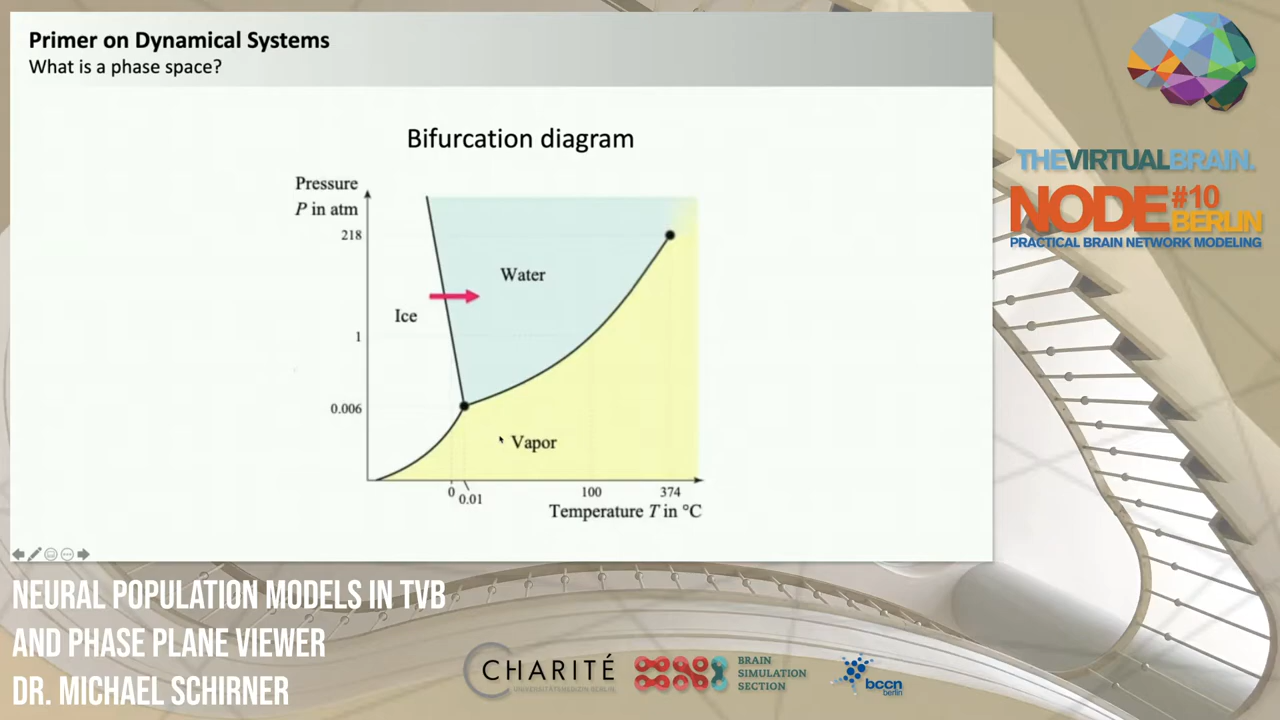 Primer on Dynamical Systems
What is a phase space?
Bifurcation diagram
Pressure
P in atm
218
Water
Ice
1
0.006
Vapor
0
0.01
100
374
Temperature T in °C
THEVIRTUALBRAIN.
NODE #10
BERLIN
PRACTICAL BRAIN NETWORK MODELING
NEURAL POPULATION MODELS IN TVB
AND PHASE PLANE VIEWER
DR. MICHAEL SCHIRNER
CHARITÉ
UNIVERSITÄTSMEDIZIN BERLIN
BRAIN
SIMULATION
SECTION
bccn
berlin